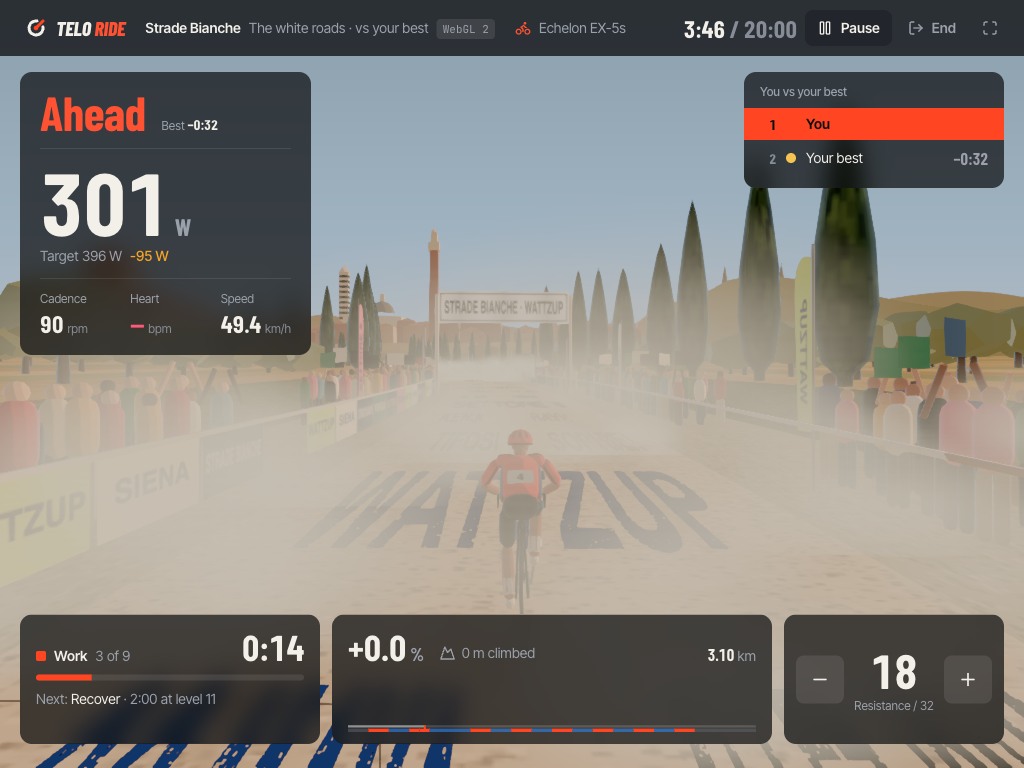 TELO RIDE Strade Bianche The white roads · vs your best WebGL 2 Echelon EX-5s 3:46 / 20:00 Pause End
Ahead Best −0:32
301 W
Target 396 W -95 W
Cadence Heart Speed
90 rpm – bpm 49.4 km/h
You vs your best
1 You
2 Your best −0:32
STRADE BIANCHE · WATTZUP
WATTZUP
SIENA
TZUP
WATTZUP
Work 3 of 9 0:14
Next: Recover · 2:00 at level 11
+0.0 % 0 m climbed 3.10 km
− 18 +
Resistance / 32